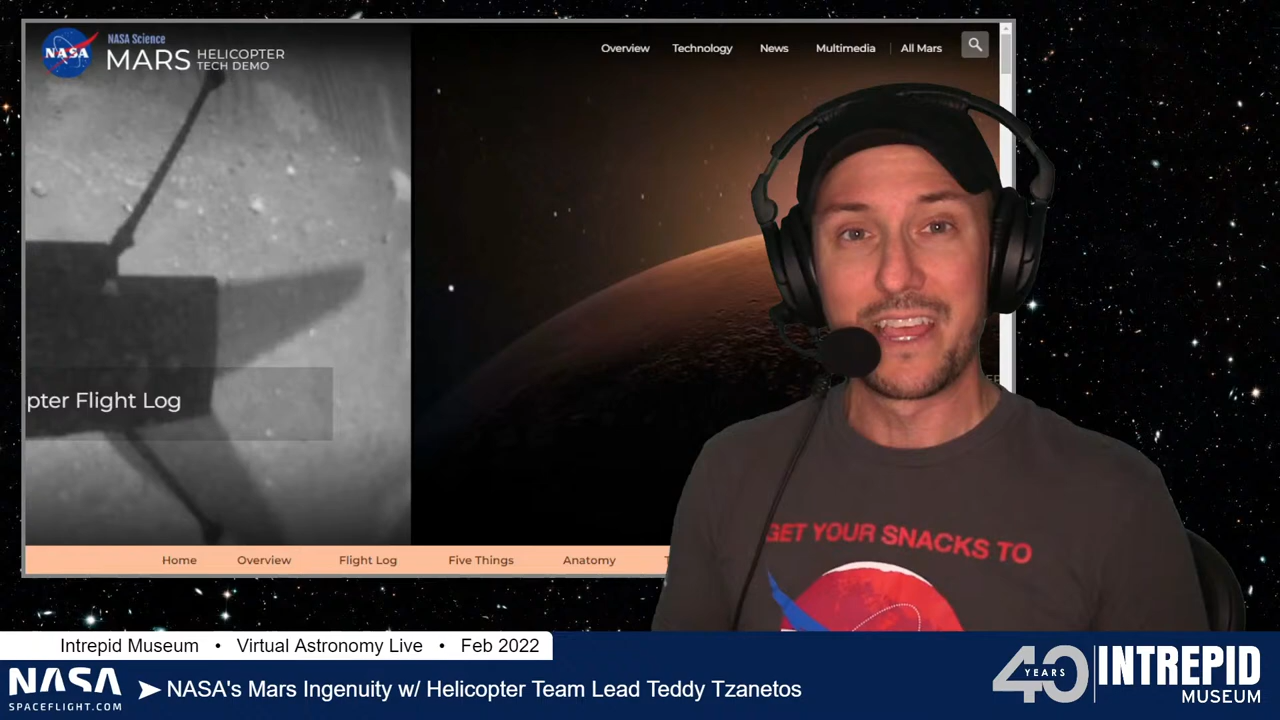 NASA
NASA Science
MARS HELICOPTER
TECH DEMO
Overview Technology News Multimedia All Mars
pter Flight Log
Home Overview Flight Log Five Things Anatomy
GET YOUR SNACKS TO
Intrepid Museum • Virtual Astronomy Live • Feb 2022
NASA
SPACEFLIGHT.COM
NASA's Mars Ingenuity w/ Helicopter Team Lead Teddy Tzanetos
40
YEARS
INTREPID
MUSEUM